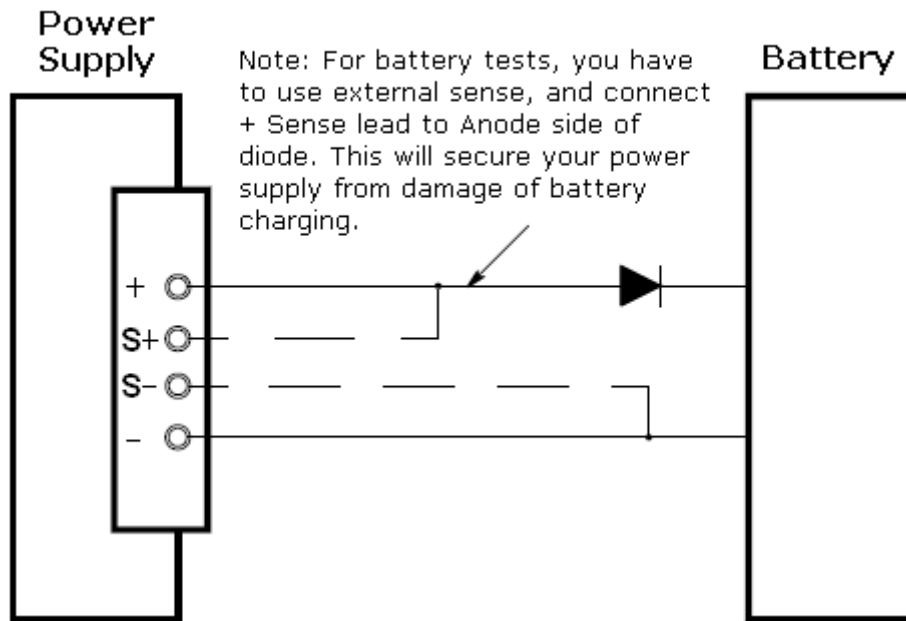 Power
Supply
Note: For battery tests, you have
to use external sense, and connect
+ Sense lead to Anode side of
diode. This will secure your power
supply from damage of battery
charging.
Battery
+
S+
S-
-